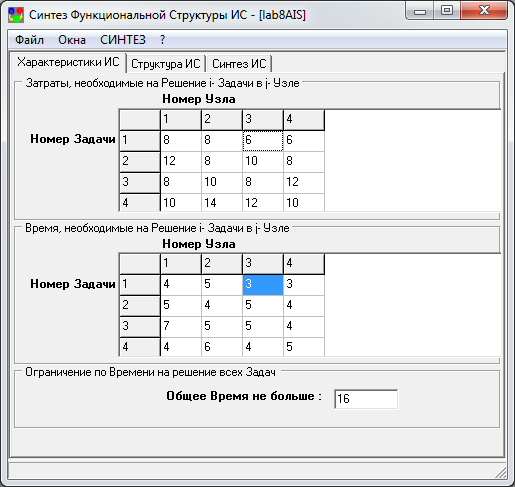 Синтез Функциональной Структуры ИС - [lab8AIS]
Файл Окна СИНТЕЗ ?
Характеристики ИС Структура ИС Синтез ИС
Затраты, необходимые на Решение i- Задачи в j- Узле
Номер Узла
1 2 3 4
Номер Задачи 1 8 8 6 6
2 12 8 10 8
3 8 10 8 12
4 10 14 12 10
Время, необходимые на Решение i- Задачи в j- Узле
Номер Узла
1 2 3 4
Номер Задачи 1 4 5 3 3
2 5 4 5 4
3 7 5 5 4
4 4 6 4 5
Ограничение по Времени на решение всех Задач
Общее Время не больше : 16